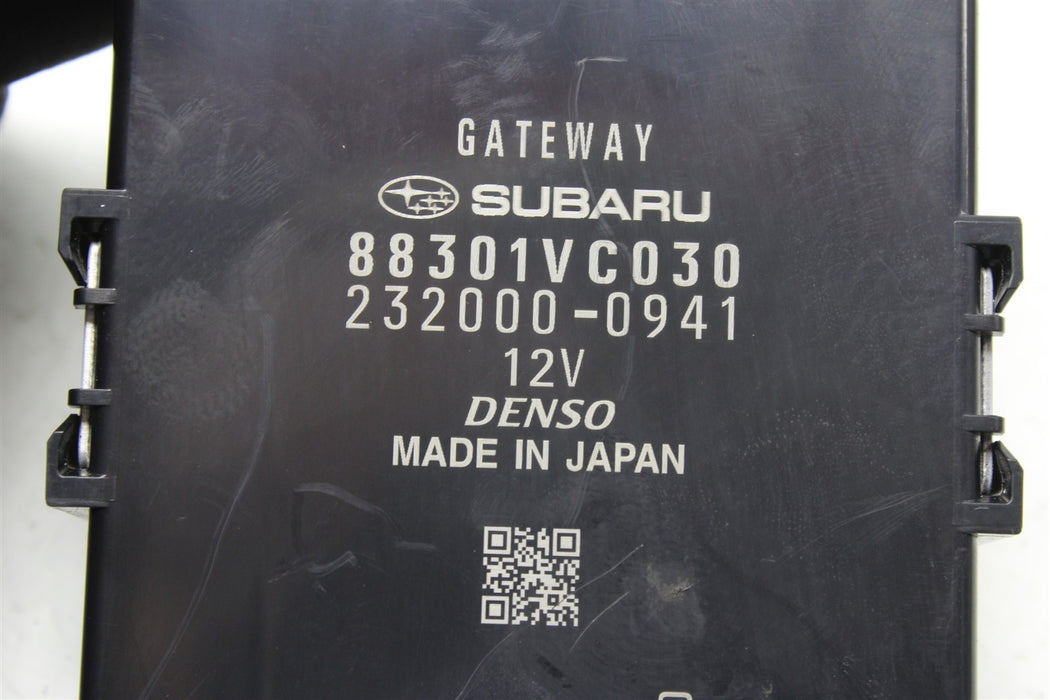 GATEWAY
SUBARU
88301VC030
232000-0941
12V
DENSO
MADE IN JAPAN